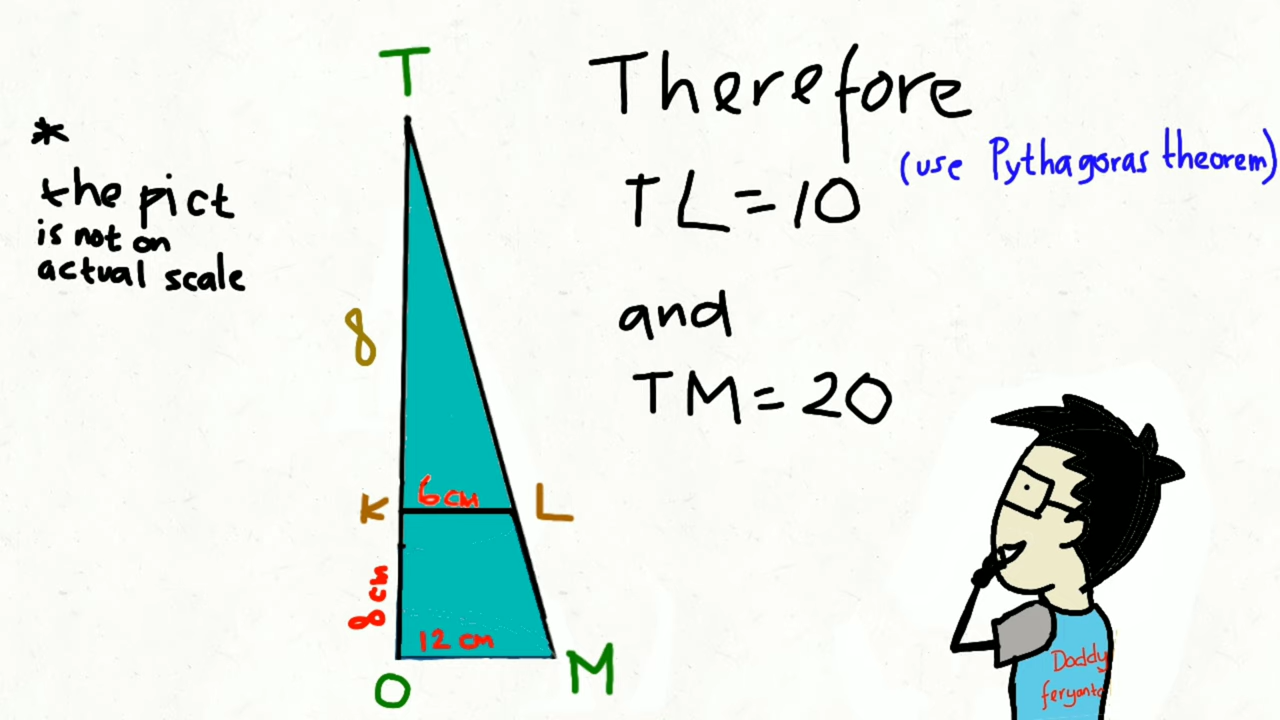 T
Therefore
(use Pythagoras theorem)
*
the pict
is not on
actual scale
TL=10
8
and
TM=20
K
6cm
L
8cm
12 cm
O
M
Doddy
feryanto